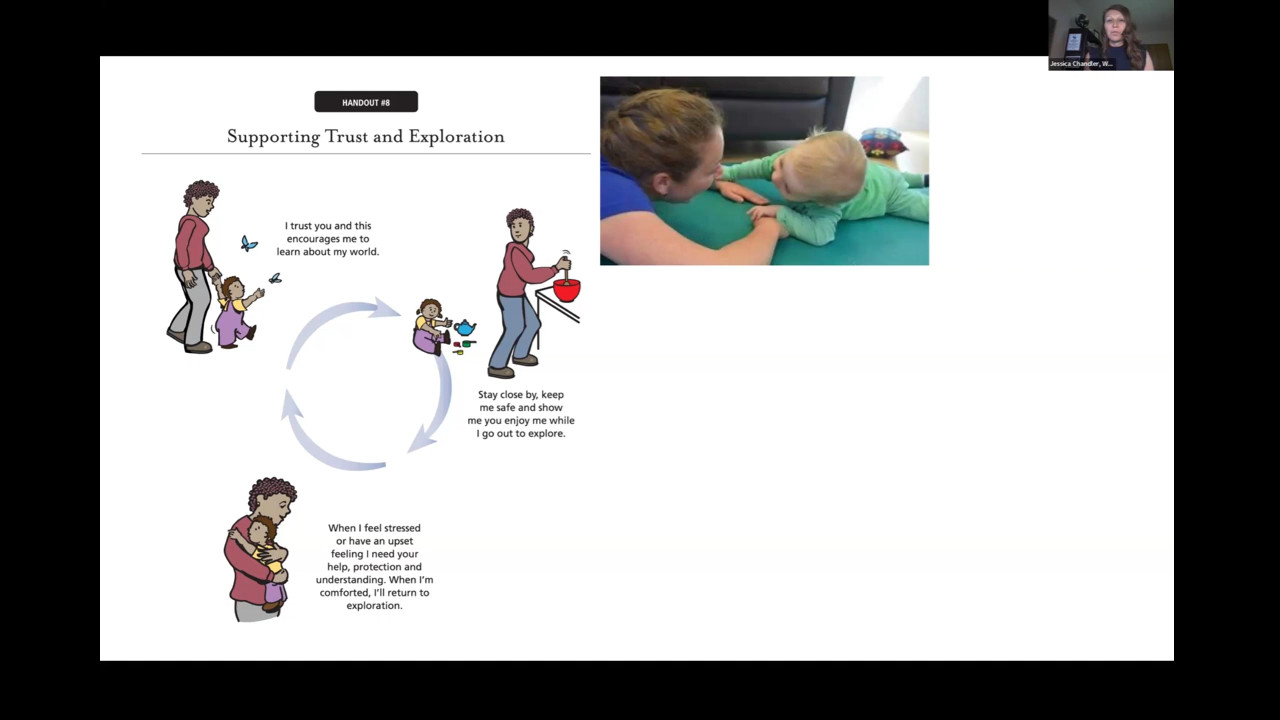 Jessica Chandler, W...
HANDOUT #8
Supporting Trust and Exploration
I trust you and this
encourages me to
learn about my world.
Stay close by, keep
me safe and show
me you enjoy me while
I go out to explore.
When I feel stressed
or have an upset
feeling I need your
help, protection and
understanding. When I'm
comforted, I'll return to
exploration.